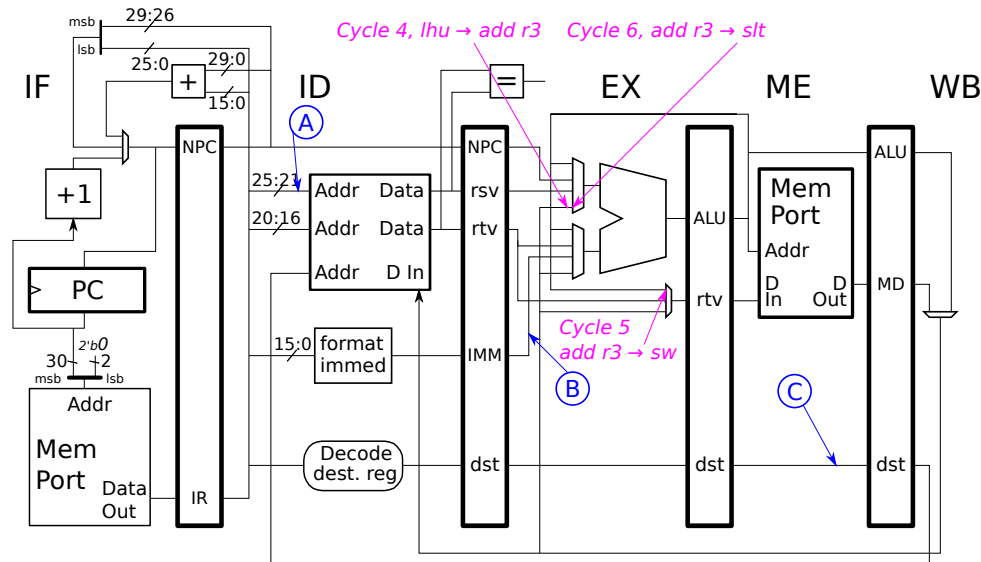 29:26
msb
lsb
25:0
29:0
+
15:0
Cycle 4, lhu → add r3
Cycle 6, add r3 → slt
=
IF
ID
EX
ME
WB
A
NPC
NPC
ALU
+1
25:21
Addr
Data
rsv
20:16
Addr
Data
rtv
Addr
D In
ALU
Mem
Port
Addr
D
In
D
Out
MD
PC
rtv
Cycle 5
add r3 → sw
2'b0
30
2
msb
lsb
15:0
format
immed
IMM
B
C
Addr
Mem
Port
Data
Out
IR
Decode
dest. reg
dst
dst
dst